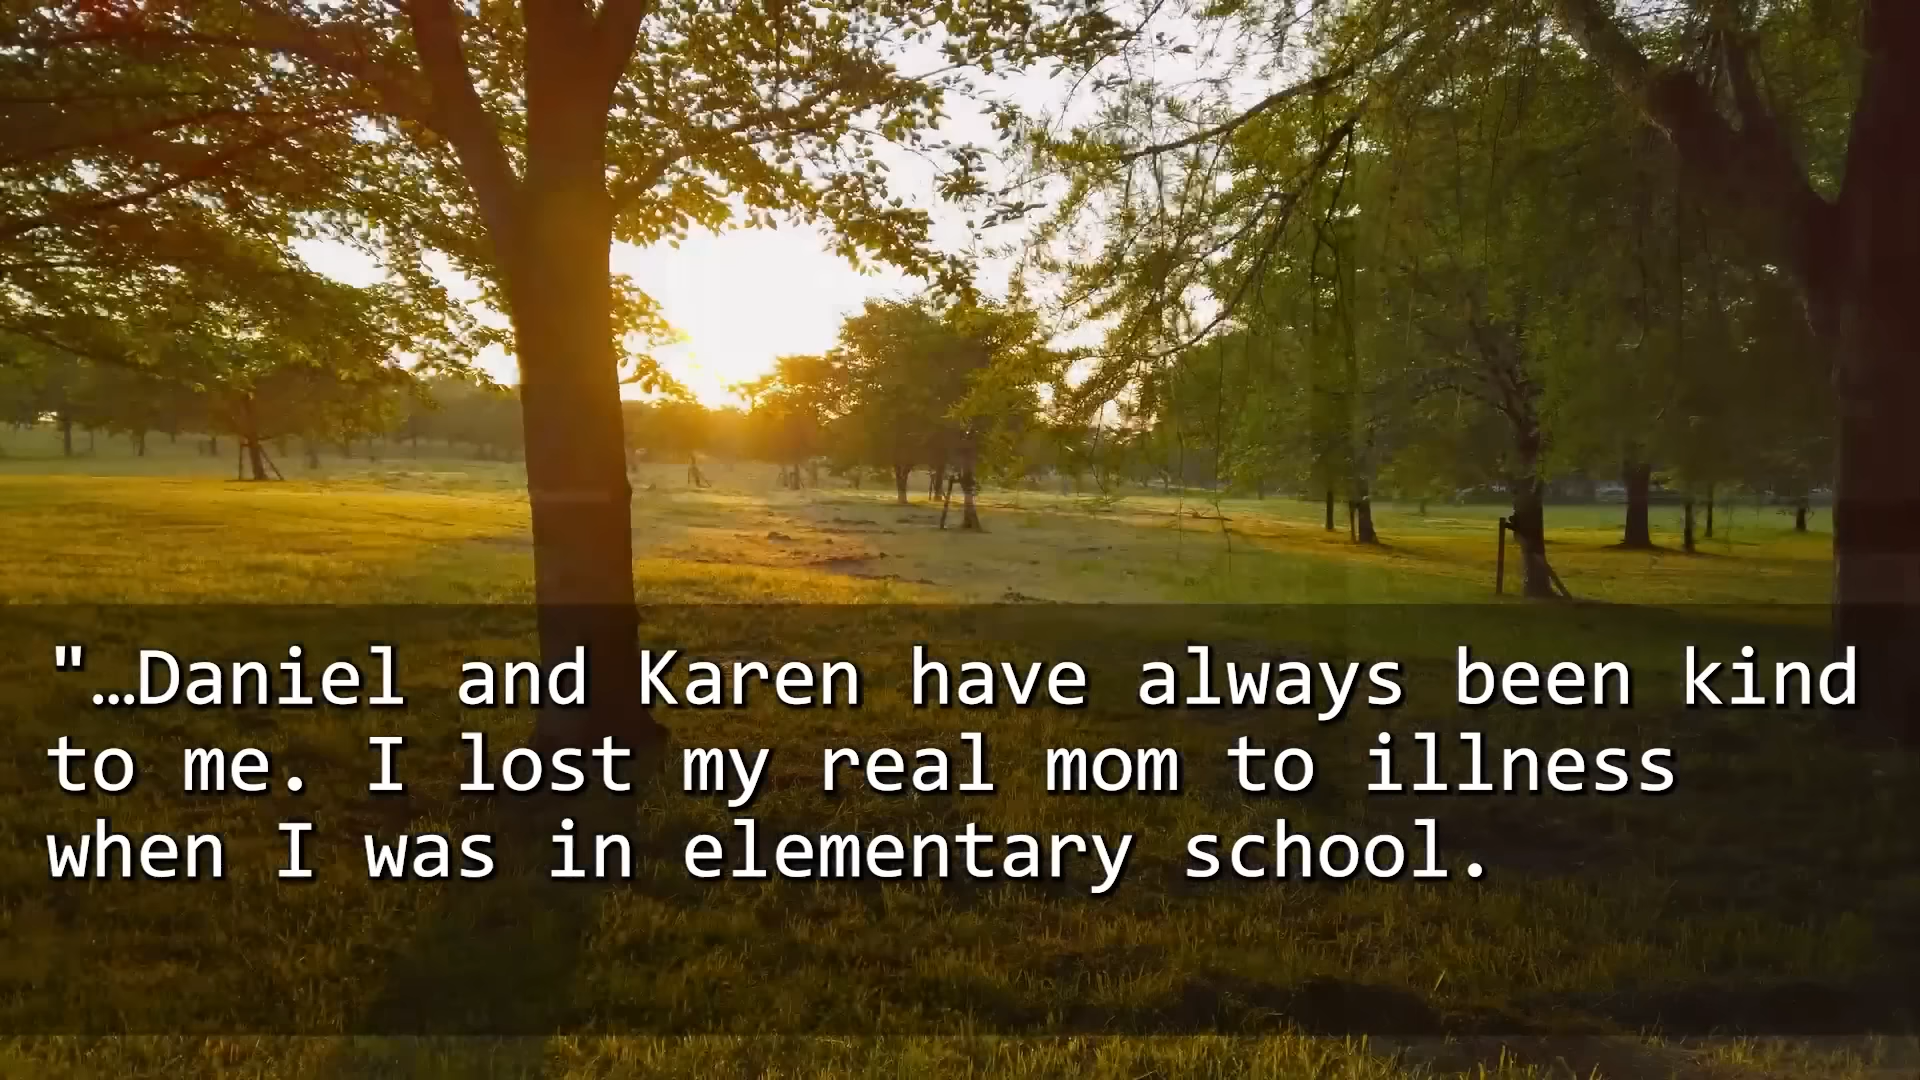 "…Daniel and Karen have always been kind
to me. I lost my real mom to illness
when I was in elementary school.